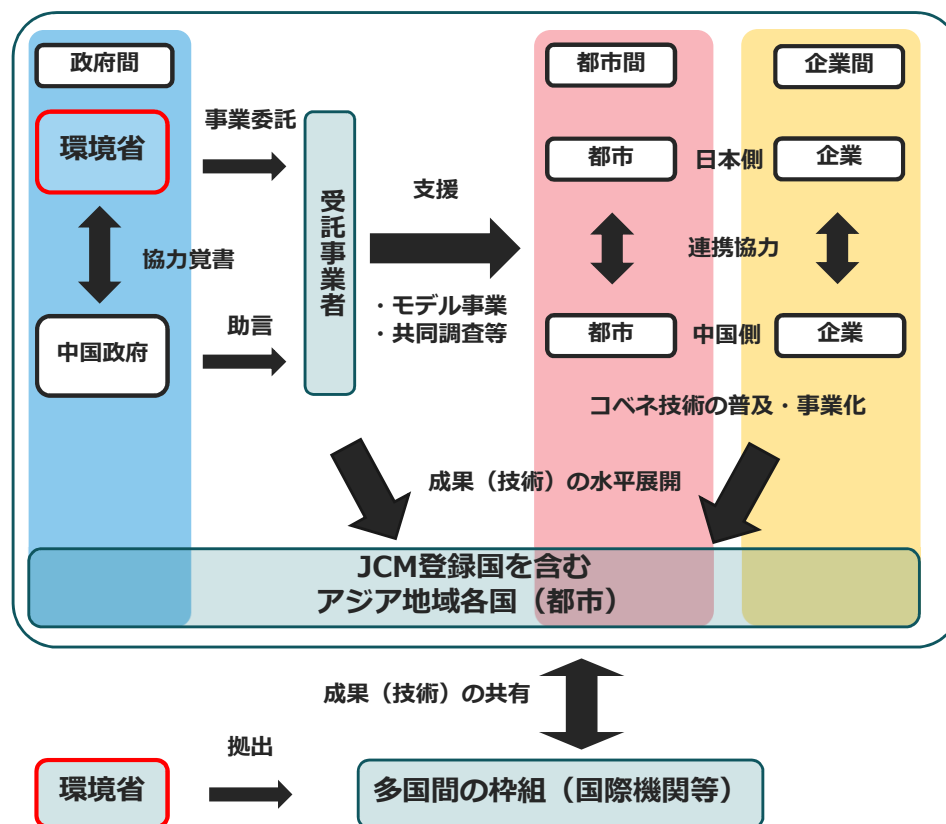 政府間
都市間
企業間
事業委託
環境省
都市
日本側
企業
受託事業者
支援
協力覚書
連携協力
・モデル事業
・共同調査等
助言
中国政府
都市
中国側
企業
コベネ技術の普及・事業化
成果（技術）の水平展開
JCM登録国を含む
アジア地域各国（都市）
成果（技術）の共有
拠出
環境省
多国間の枠組（国際機関等）